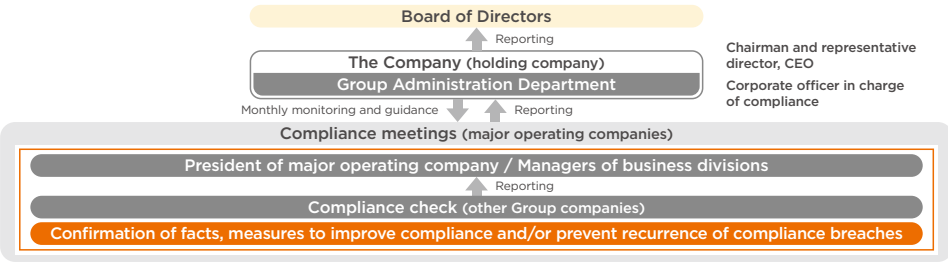 Board of Directors
Reporting
The Company (holding company)
Group Administration Department
Chairman and representative
director, CEO
Corporate officer in charge
of compliance
Monthly monitoring and guidance
Reporting
Compliance meetings (major operating companies)
President of major operating company / Managers of business divisions
Reporting
Compliance check (other Group companies)
Confirmation of facts, measures to improve compliance and/or prevent recurrence of compliance breaches